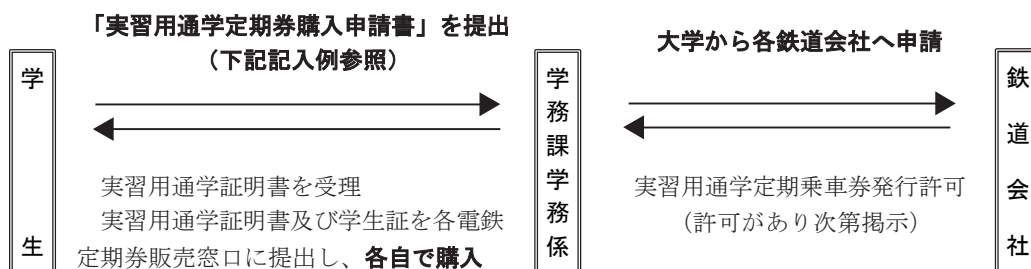 「実習用通学定期券購入申請書」を提出
（下記記入例参照）
大学から各鉄道会社へ申請
学生
学務課学務係
鉄道会社
実習用通学証明書を受理
実習用通学証明書及び学生証を各電鉄
定期券販売窓口に提出し、各自で購入
実習用通学定期乗車券発行許可
（許可があり次第掲示）